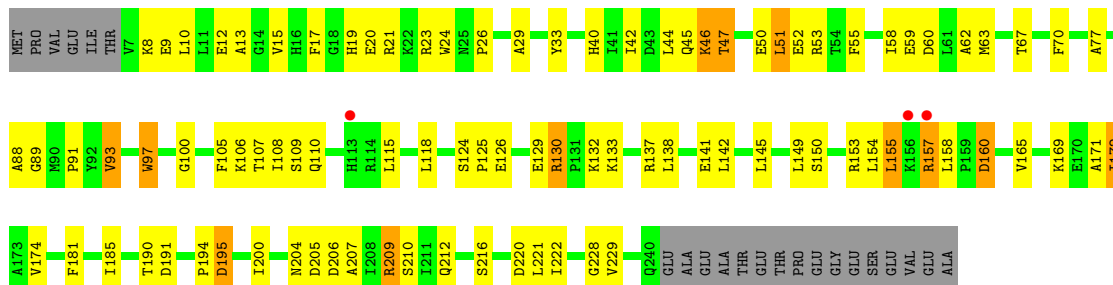 MET PRO VAL GLU ILE THR V7 K8 E9 L10 L11 E12 A13 G14 V15 H16 F17 G18 H19 E20 R21 K22 R23 W24 N25 P26 A29 Y33 H40 I41 I42 D43 L44 Q45 K46 T47 E50 L51 E52 R53 T54 F55 I58 E59 D60 L61 A62 M63 T67 F70 A77
A88 G89 M90 P91 Y92 V93 W97 G100 F105 K106 T107 I108 S109 Q110 H113 R114 L115 L118 S124 P125 E126 E129 R130 P131 K132 K133 R137 L138 E141 L142 L145 L149 S150 R153 L154 L155 K156 R157 L158 P159 D160 V165 K169 E170 A171
A173 V174 F181 I185 T190 D191 P194 D195 I200 N204 D205 D206 A207 I208 R209 S210 I211 Q212 S216 D220 L221 I222 G228 V229 Q240 GLU ALA GLU ALA THR GLU THR PRO GLU GLY GLU SER GLU VAL GLU ALA